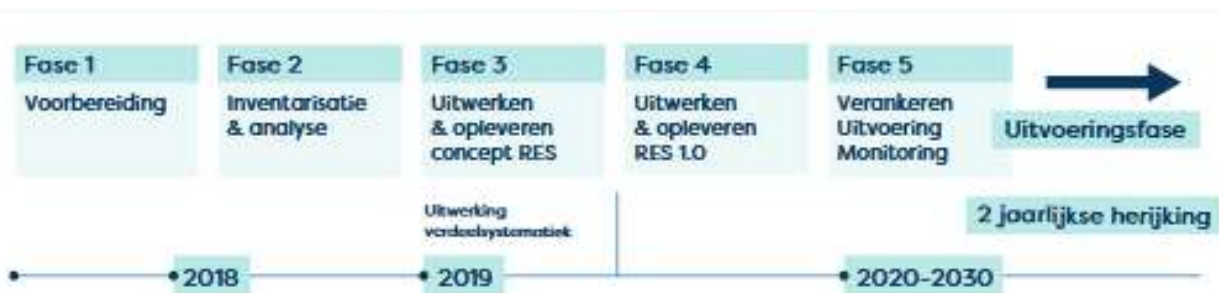 Fase 1
Voorbereiding
Fase 2
Inventarisatie
& analyse
Fase 3
Uitwerken
& opleveren
concept RES
Fase 4
Uitwerken
& opleveren
RES 1.0
Fase 5
Verankeren
Uitvoering
Monitoring
Uitvoeringsfase
Uitwerking
verdeelsystematiek
2 jaarlijkse herijking
2018
2019
2020-2030